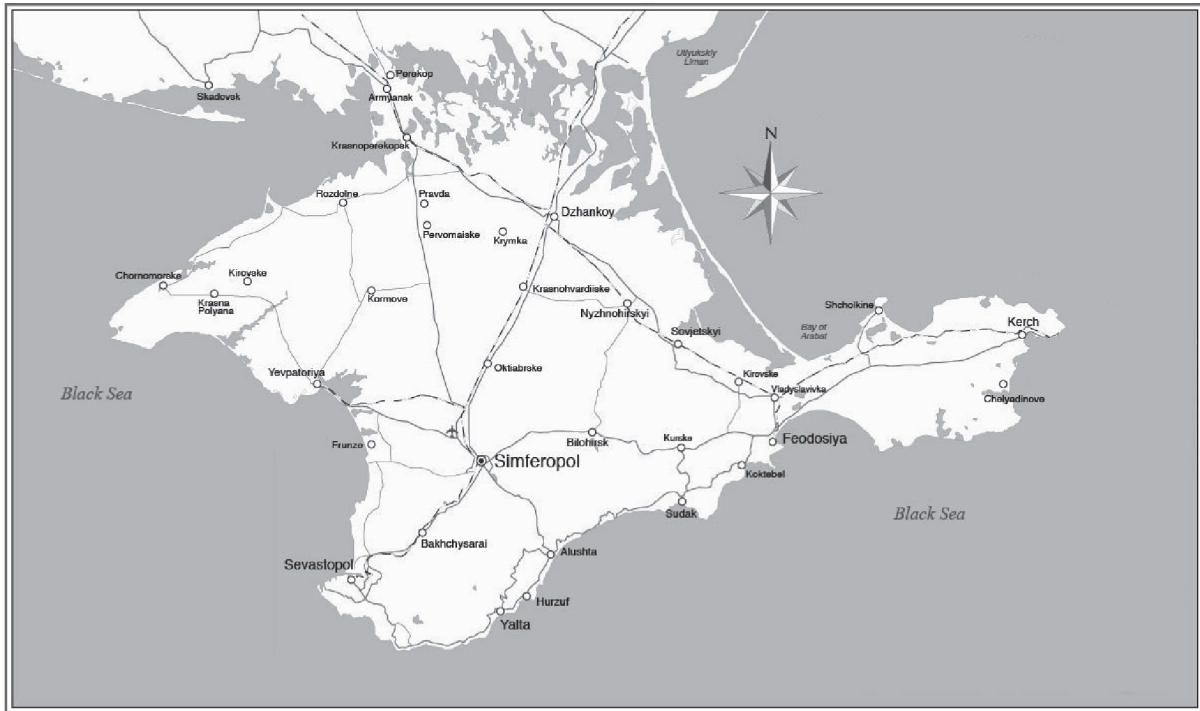 Utlyukskiy
Liman
Perekop
Skadovsk
Armyansk
Krasnoperekopsk
N
Rozdolne
Pravda
Dzhankoy
Pervomaiske
Krymka
Chornomorske
Kirovske
Krasna
Polyana
Kormove
Krasnohvardiiske
Nyzhnohirskyi
Shcholkine
Bay of
Arabat
Kerch
Sovjetskyi
Oktiabrske
Yevpatoriya
Kirovske
Vladyslavivka
Black Sea
Chelyadinove
Frunze
Bilohirsk
Kurske
Feodosiya
Simferopol
Koktebel
Sudak
Black Sea
Bakhchysarai
Alushta
Sevastopol
Hurzuf
Yalta